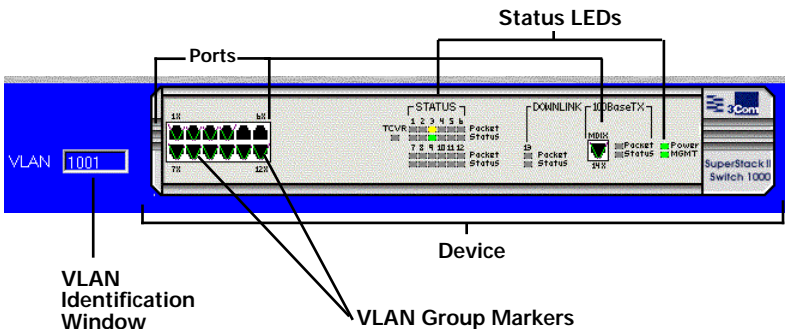 Status LEDs
Ports
1X 6X
7X 12X
STATUS
1 2 3 4 5 6
TCVR Packet
Status
7 8 9 10 11 12
Packet
Status
DOWNLINK 100BaseTX
13
Packet
Status
MDIX
14X
Packet
Status
Power
MGMT
3Com
SuperStack II
Switch 1000
VLAN 1001
Device
VLAN
Identification
Window
VLAN Group Markers